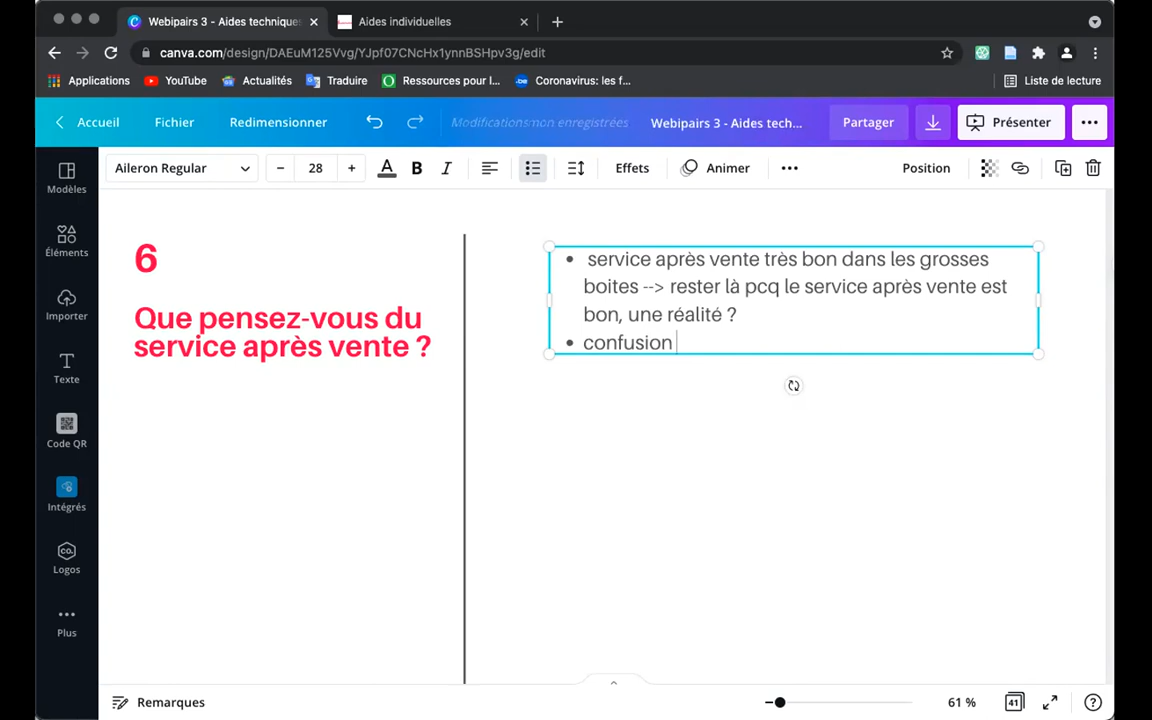 Webipairs 3 - Aides techniques
Aides individuelles
canva.com/design/DAEuM125Vvg/YJpf07CNcHx1ynnBSHpv3g/edit
Applications
YouTube
Actualités
Traduire
Ressources pour l...
Coronavirus: les f...
Liste de lecture
Accueil
Fichier
Redimensionner
Modifications non enregistrées
Webipairs 3 - Aides tech...
Partager
Présenter
Aileron Regular
28
A
B
I
Effets
Animer
Position
Modèles
Éléments
Importer
Texte
Code QR
Intégrés
CO.
Logos
Plus
6
Que pensez-vous du
service après vente ?
• service après vente très bon dans les grosses
boites --> rester là pcq le service après vente est
bon, une réalité ?
• confusion
Remarques
61 %
41